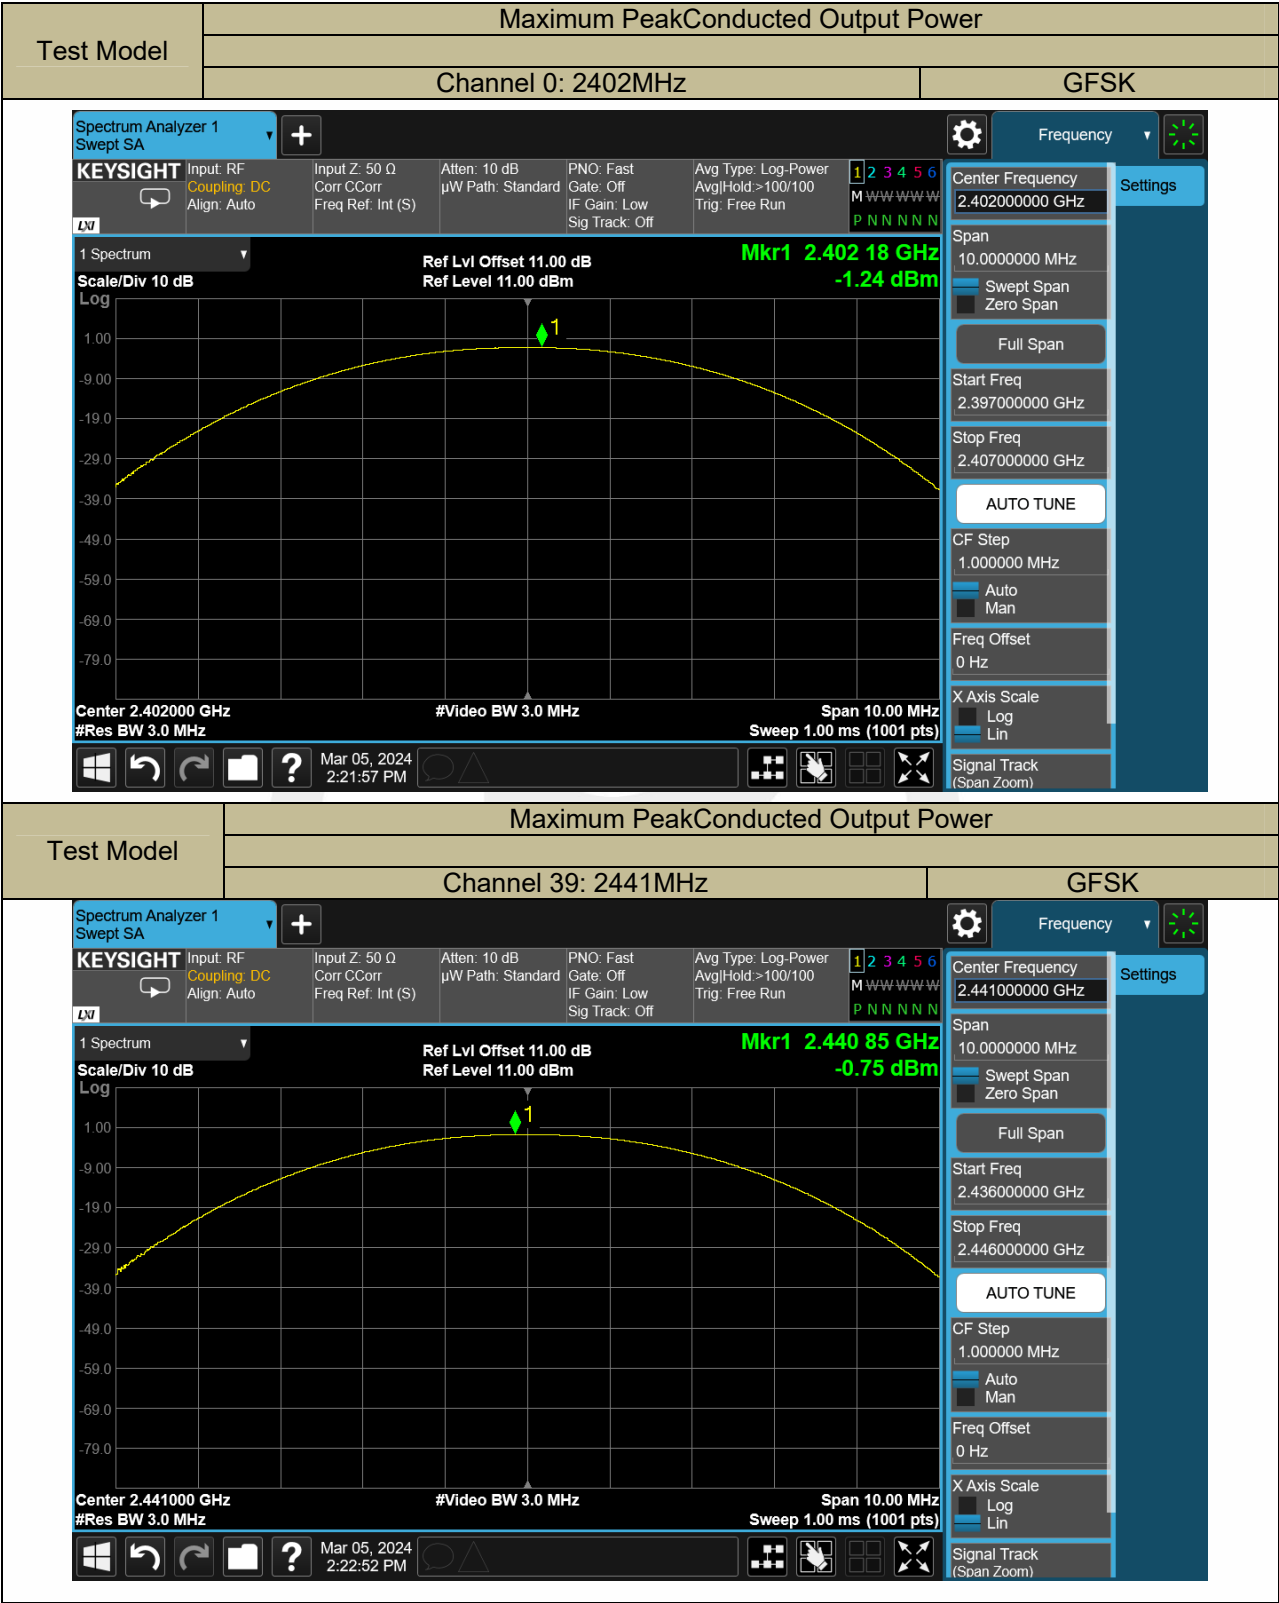 Maximum PeakConducted Output Power
Test Model
Channel 0: 2402MHz GFSK
Spectrum Analyzer 1
Swept SA
Frequency
KEYSIGHT
LXI
Input: RF
Coupling: DC
Align: Auto
Input Z: 50 Ω
Corr CCorr
Freq Ref: Int (S)
Atten: 10 dB
µW Path: Standard
PNO: Fast
Gate: Off
IF Gain: Low
Sig Track: Off
Avg Type: Log-Power
Avg|Hold:>100/100
Trig: Free Run
1 2 3 4 5 6
M W W W W W
P N N N N N
Center Frequency
2.402000000 GHz
Settings
Span
10.0000000 MHz
Swept Span
Zero Span
Full Span
Start Freq
2.397000000 GHz
Stop Freq
2.407000000 GHz
AUTO TUNE
CF Step
1.000000 MHz
Auto
Man
Freq Offset
0 Hz
X Axis Scale
Log
Lin
Signal Track
(Span Zoom)
1 Spectrum
Scale/Div 10 dB
Log
Ref Lvl Offset 11.00 dB
Ref Level 11.00 dBm
Mkr1 2.402 18 GHz
-1.24 dBm
1
1.00
-9.00
-19.0
-29.0
-39.0
-49.0
-59.0
-69.0
-79.0
Center 2.402000 GHz
#Res BW 3.0 MHz
#Video BW 3.0 MHz
Span 10.00 MHz
Sweep 1.00 ms (1001 pts)
?
Mar 05, 2024
2:21:57 PM
Maximum PeakConducted Output Power
Test Model
Channel 39: 2441MHz GFSK
Spectrum Analyzer 1
Swept SA
Frequency
KEYSIGHT
LXI
Input: RF
Coupling: DC
Align: Auto
Input Z: 50 Ω
Corr CCorr
Freq Ref: Int (S)
Atten: 10 dB
µW Path: Standard
PNO: Fast
Gate: Off
IF Gain: Low
Sig Track: Off
Avg Type: Log-Power
Avg|Hold:>100/100
Trig: Free Run
1 2 3 4 5 6
M W W W W W
P N N N N N
Center Frequency
2.441000000 GHz
Settings
Span
10.0000000 MHz
Swept Span
Zero Span
Full Span
Start Freq
2.436000000 GHz
Stop Freq
2.446000000 GHz
AUTO TUNE
CF Step
1.000000 MHz
Auto
Man
Freq Offset
0 Hz
X Axis Scale
Log
Lin
Signal Track
(Span Zoom)
1 Spectrum
Scale/Div 10 dB
Log
Ref Lvl Offset 11.00 dB
Ref Level 11.00 dBm
Mkr1 2.440 85 GHz
-0.75 dBm
1
1.00
-9.00
-19.0
-29.0
-39.0
-49.0
-59.0
-69.0
-79.0
Center 2.441000 GHz
#Res BW 3.0 MHz
#Video BW 3.0 MHz
Span 10.00 MHz
Sweep 1.00 ms (1001 pts)
?
Mar 05, 2024
2:22:52 PM